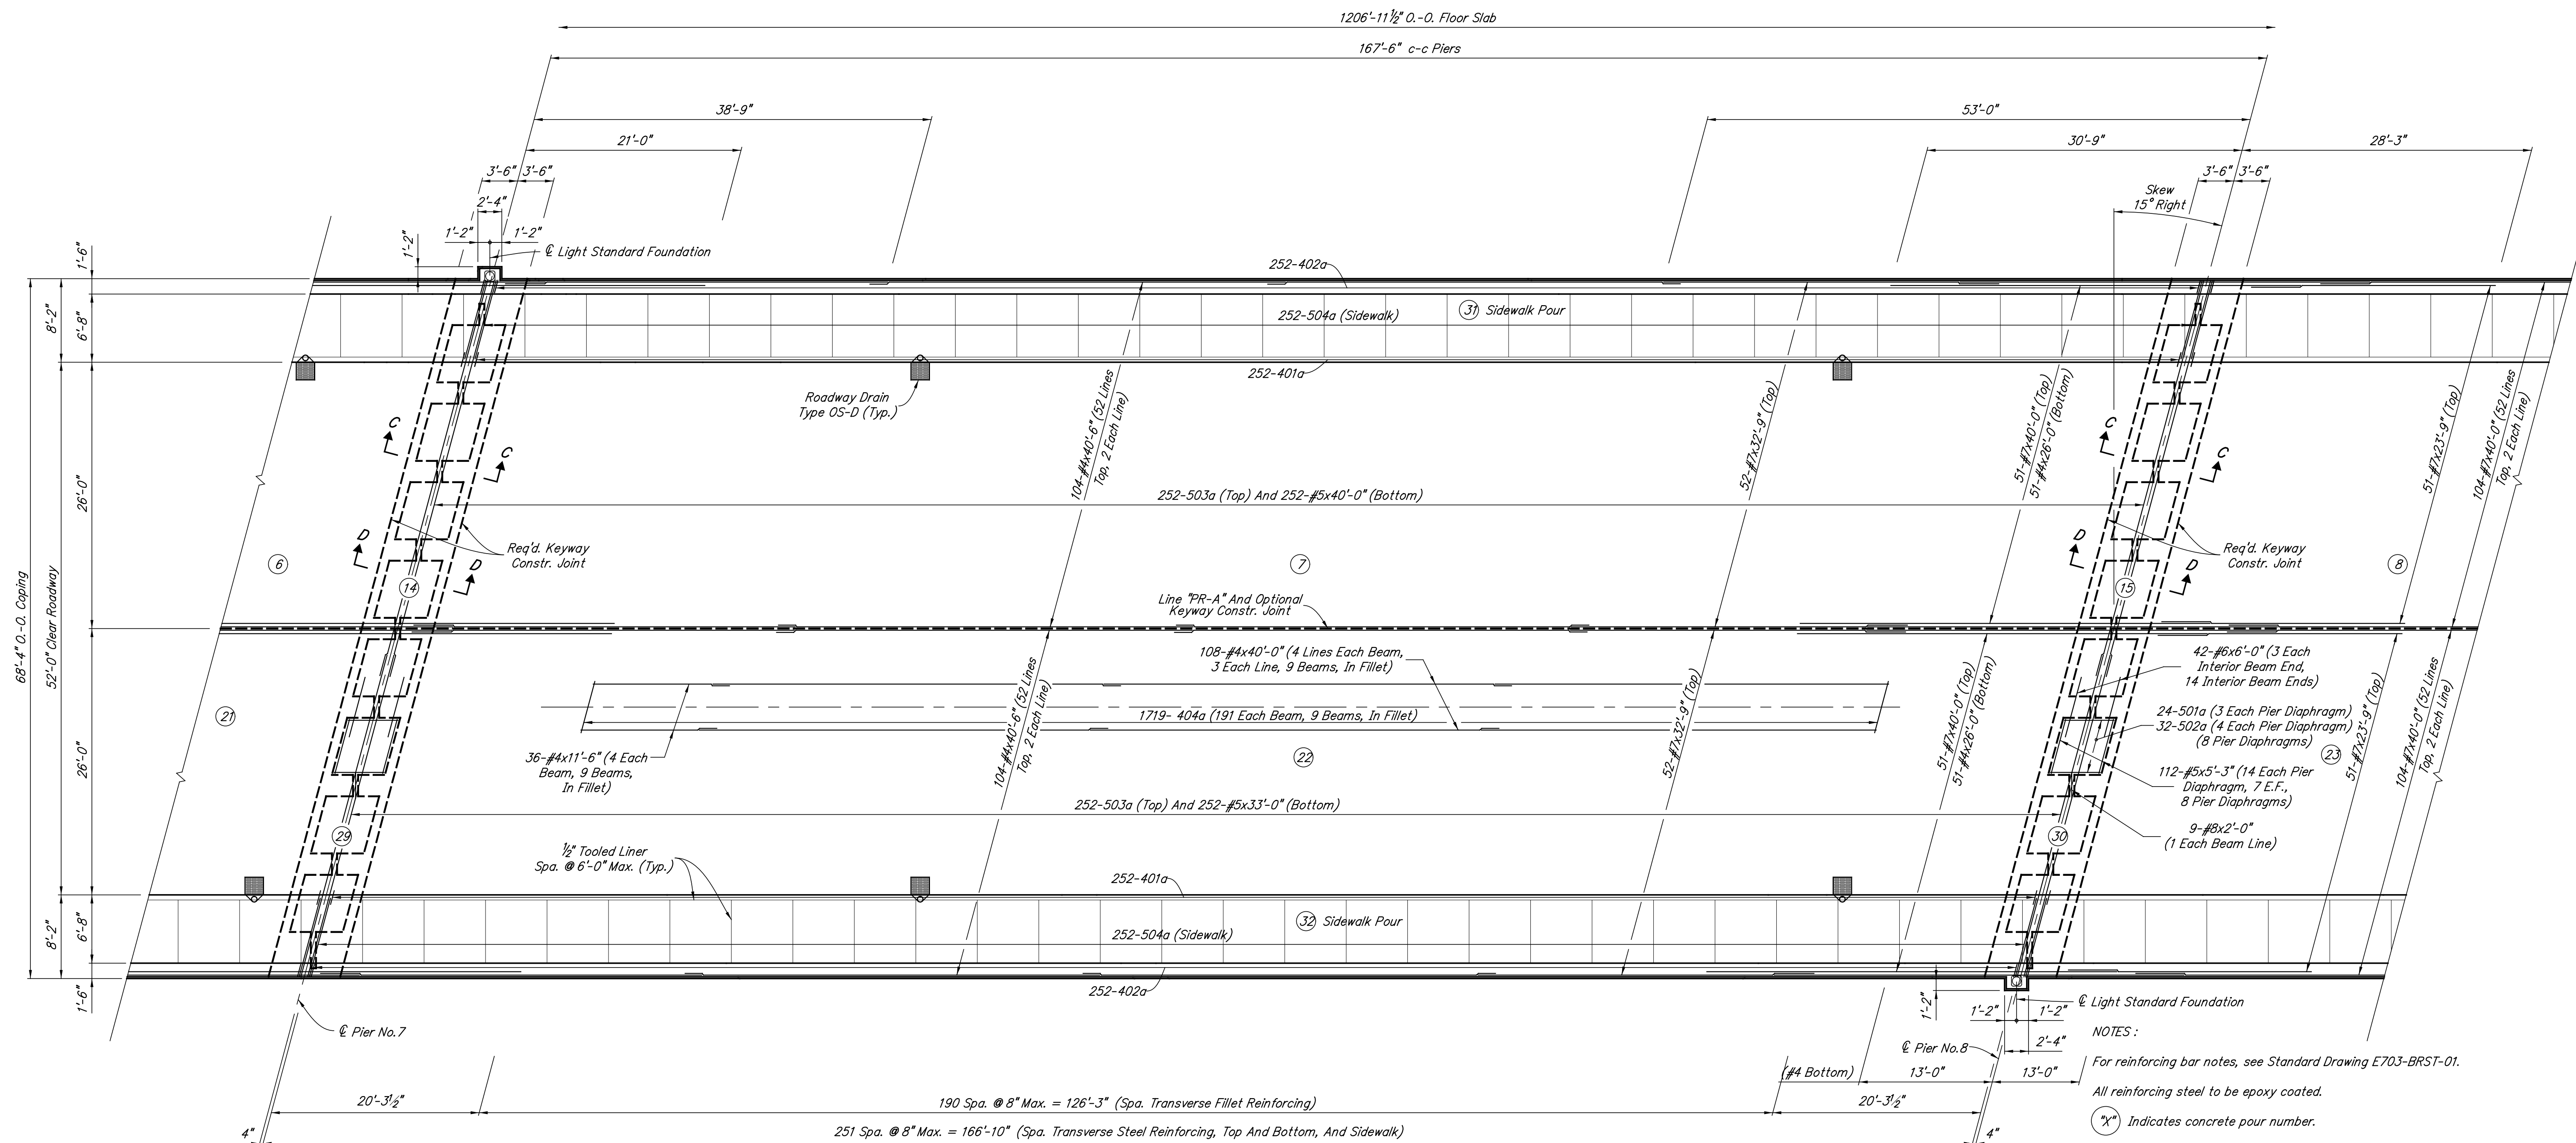 1206'-11½" O.-O. Floor Slab
167'-6" c-c Piers
38'-9"
53'-0"
21'-0"
30'-9"
28'-3"
3'-6"
3'-6"
3'-6"
3'-6"
2'-4"
Skew
15° Right
1'-2"
1'-2"
1'-2"
℄ Light Standard Foundation
1'-6"
8'-2"
6'-8"
252-402a
31 Sidewalk Pour
252-504a (Sidewalk)
252-401a
Roadway Drain
Type OS-D (Typ.)
104-#4x40'-6" (52 Lines
Top, 2 Each Line)
52-#7x32'-9" (Top)
51-#7x40'-0" (Top)
51-#4x26'-0" (Bottom)
51-#7x23'-9" (Top)
104-#7x40'-0" (52 Lines
Top, 2 Each Line)
C
C
C
C
26'-0"
252-503a (Top) And 252-#5x40'-0" (Bottom)
D
D
D
D
Req'd. Keyway
Constr. Joint
Req'd. Keyway
Constr. Joint
6
14
7
15
8
68'-4" O.-O. Coping
52'-0" Clear Roadway
Line "PR-A" And Optional
Keyway Constr. Joint
108-#4x40'-0" (4 Lines Each Beam,
3 Each Line, 9 Beams, In Fillet)
42-#6x6'-0" (3 Each
Interior Beam End,
14 Interior Beam Ends)
21
1719- 404a (191 Each Beam, 9 Beams, In Fillet)
24-501a (3 Each Pier Diaphragm)
32-502a (4 Each Pier Diaphragm)
(8 Pier Diaphragms)
104-#4x40'-6" (52 Lines
Top, 2 Each Line)
52-#7x32'-9" (Top)
51-#7x40'-0" (Top)
51-#4x26'-0" (Bottom)
51-#7x23'-9" (Top)
104-#7x40'-0" (52 Lines
Top, 2 Each Line)
26'-0"
36-#4x11'-6" (4 Each
Beam, 9 Beams,
In Fillet)
22
23
112-#5x5'-3" (14 Each Pier
Diaphragm, 7 E.F.,
8 Pier Diaphragms)
252-503a (Top) And 252-#5x33'-0" (Bottom)
29
30
9-#8x2'-0"
(1 Each Beam Line)
½" Tooled Liner
Spa. @ 6'-0" Max. (Typ.)
252-401a
32 Sidewalk Pour
252-504a (Sidewalk)
8'-2"
6'-8"
1'-6"
252-402a
1'-2"
℄ Light Standard Foundation
1'-2"
1'-2"
2'-4"
℄ Pier No.7
℄ Pier No.8
(#4 Bottom)
13'-0"
13'-0"
20'-3½"
190 Spa. @ 8" Max. = 126'-3" (Spa. Transverse Fillet Reinforcing)
20'-3½"
4"
251 Spa. @ 8" Max. = 166'-10" (Spa. Transverse Steel Reinforcing, Top And Bottom, And Sidewalk)
4"
NOTES :
For reinforcing bar notes, see Standard Drawing E703-BRST-01.
All reinforcing steel to be epoxy coated.
"X" Indicates concrete pour number.